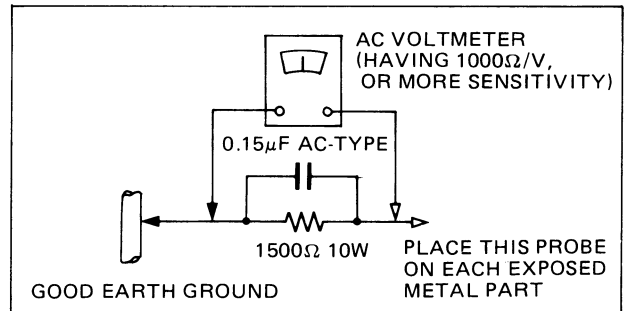 AC VOLTMETER
(HAVING 1000Ω/V,
OR MORE SENSITIVITY)
0.15μF AC-TYPE
1500Ω 10W
PLACE THIS PROBE
ON EACH EXPOSED
METAL PART
GOOD EARTH GROUND